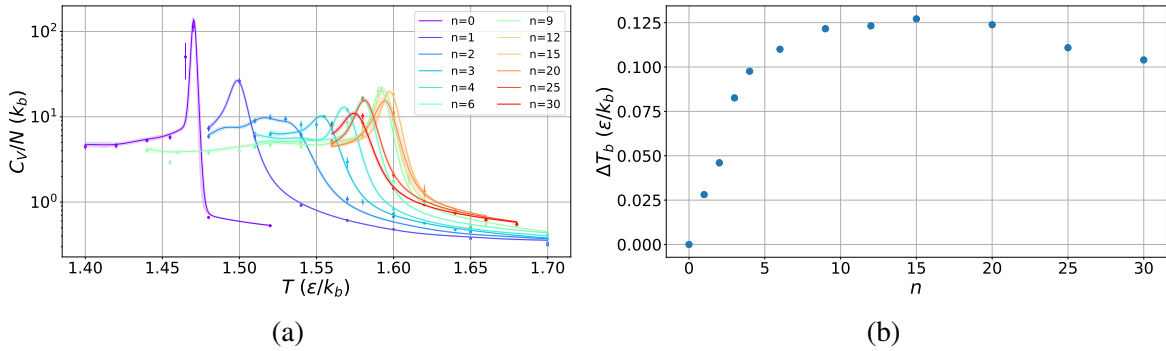 10²
10¹
10⁰
C_V/N (k_b)
1.40 1.45 1.50 1.55 1.60 1.65 1.70
T (ε/k_b)
n=0 n=9
n=1 n=12
n=2 n=15
n=3 n=20
n=4 n=25
n=6 n=30
(a)
0.125
0.100
0.075
0.050
0.025
0.000
ΔT_b (ε/k_b)
0 5 10 15 20 25 30
n
(b)